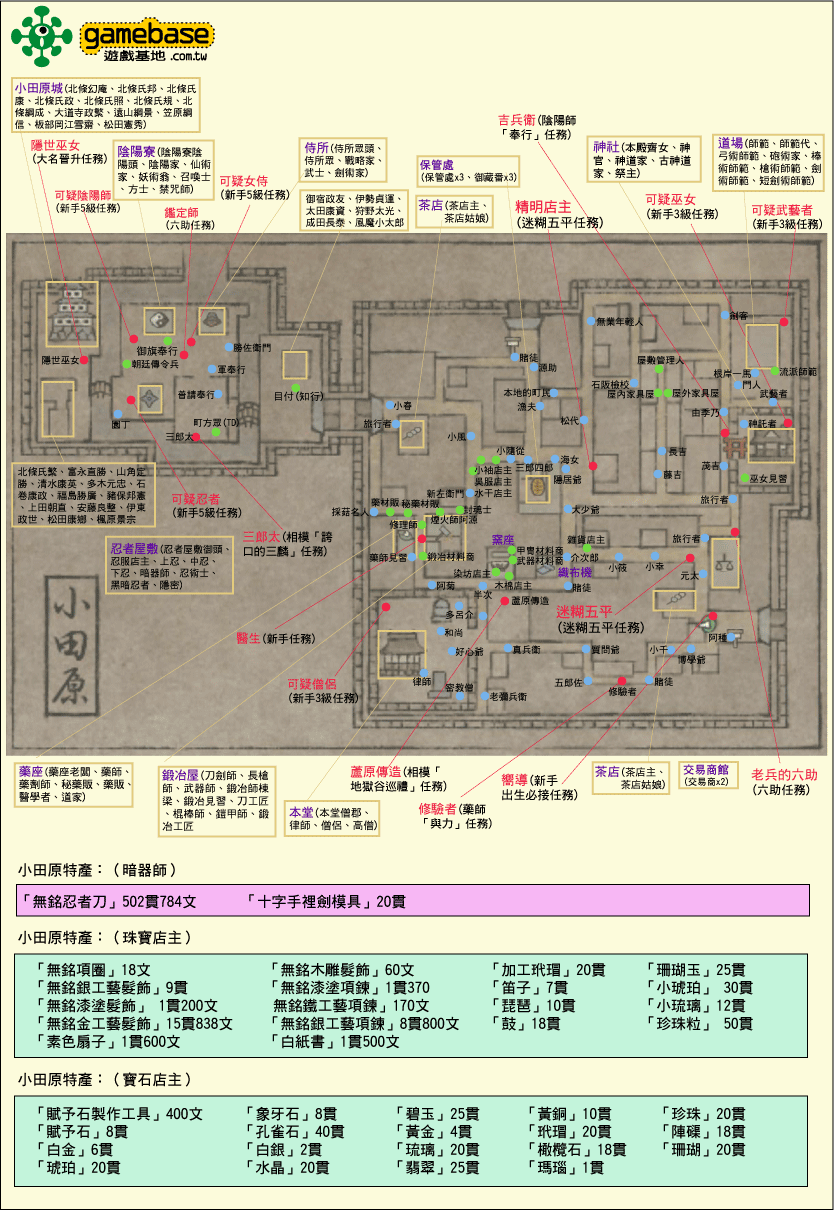 gamebase
遊戲基地.com.tw
小田原城(北條幻庵、北條氏邦、北條氏
康、北條氏政、北條氏照、北條氏規、北
條綱成、大道寺政繁、遠山綱景、笠原綱
信、板部岡江雪齋、松田憲秀)
隱世巫女
(大名晉升任務)
陰陽寮(陰陽寮陰
陽頭、陰陽家、仙術
家、妖術翁、召喚士
、方士、禁咒師)
可疑陰陽師
(新手5級任務)
鑑定師
(六助任務)
可疑女侍
(新手5級任務)
侍所(侍所眾頭、
侍所眾、戰略家、
武士、劍術家)
御宿政友、伊勢貞運、
太田康資、狩野太光、
成田長泰、風魔小太郎
保管處
(保管處x3、御藏番x3)
茶店(茶店主、
茶店姑娘)
吉兵衛(陰陽師
「奉行」任務)
精明店主
(迷糊五平任務)
神社(本殿齋女、神
官、神道家、古神道
家、祭主)
可疑巫女
(新手3級任務)
道場(師範、師範代、
弓術師範、砲術家、棒
術師範、槍術師範、劍
術師範、短劍術師範)
可疑武藝者
(新手3級任務)
隱世巫女
御旗奉行
朝廷傳令兵
勝佐衛門
軍奉行
普請奉行
園丁
町方眾(TD)
三郎太
目付(知行)
小春
旅行者
小風
賭徒
源助
本地的町民
漁夫
松代
無業年輕人
屋敷管理人
石阪檢校
屋內家具屋
屋外家具屋
劍客
根岸一馬
門人
流派師範
武藝者
由季乃
神託者
長吉
藤吉
茂吉
巫女見習
旅行者
小隨從
小袖店主
吳服店主
三郎四郎
海女
隱居爺
新左衛門
水干店主
藥材販
秘藥材販
採菇名人
封魂士
修理師
煙火師阿源
犬少爺
窯座
甲冑材料商
武器材料商
雜貨店主
介次郎
織布機
藥師見習
鍛冶材料商
染坊店主
阿菊
木棉店主
半次
蘆原傳造
賭徒
小薇
小幸
旅行者
元太
多呂介
和尚
好心爺
律師
密教僧
真兵衛
老彌兵衛
質問爺
五郎佐
修驗者
賭徒
小千
博學爺
阿種
迷糊五平
(迷糊五平任務)
北條氏繁、富永直勝、山角定
勝、清水康英、多木元忠、石
卷康政、福島勝廣、豬保邦憲
、上田朝直、安藤良整、伊東
政世、松田康鄉、楓原景宗
可疑忍者
(新手5級任務)
忍者屋敷(忍者屋敷御頭、
忍服店主、上忍、中忍、
下忍、暗器師、忍術士、
黑暗忍者、隱密)
三郎太(相模「誇
口的三麟」任務)
小田原
醫生(新手任務)
可疑僧侶
(新手3級任務)
藥座(藥座老闆、藥師、
藥劑師、秘藥販、藥販、
醫學者、道家)
鍛冶屋(刀劍師、長槍
師、武器師、鍛冶師棟
梁、鍛冶見習、刀工匠
、棍棒師、鎧甲師、鍛
冶工匠
本堂(本堂僧郡、
律師、僧侶、高僧)
蘆原傳造(相模「
地獄谷巡禮」任務)
修驗者(藥師
「與力」任務)
嚮導(新手
出生必接任務)
茶店(茶店主、
茶店姑娘)
交易商館
(交易商x2)
老兵的六助
(六助任務)
小田原特產：(暗器師)
「無銘忍者刀」502貫784文 「十字手裡劍模具」20貫
小田原特產：(珠寶店主)
「無銘項圈」18文 「無銘木雕髮飾」60文 「加工玳瑁」20貫 「珊瑚玉」25貫
「無銘銀工藝髮飾」9貫 「無銘漆塗項鍊」1貫370 「笛子」7貫 「小琥珀」 30貫
「無銘漆塗髮飾」 1貫200文 無銘鐵工藝項鍊」170文 「琵琶」10貫 「小琉璃」12貫
「無銘金工藝髮飾」15貫838文 「無銘銀工藝項鍊」8貫800文 「鼓」18貫 「珍珠粒」 50貫
「素色扇子」1貫600文 「白紙書」1貫500文
小田原特產：(寶石店主)
「賦予石製作工具」400文 「象牙石」8貫 「碧玉」25貫 「黃銅」10貫 「珍珠」20貫
「賦予石」8貫 「孔雀石」40貫 「黃金」4貫 「玳瑁」20貫 「陣磲」18貫
「白金」6貫 「白銀」2貫 「琉璃」20貫 「橄欖石」18貫 「珊瑚」20貫
「琥珀」20貫 「水晶」20貫 「翡翠」25貫 「瑪瑙」1貫